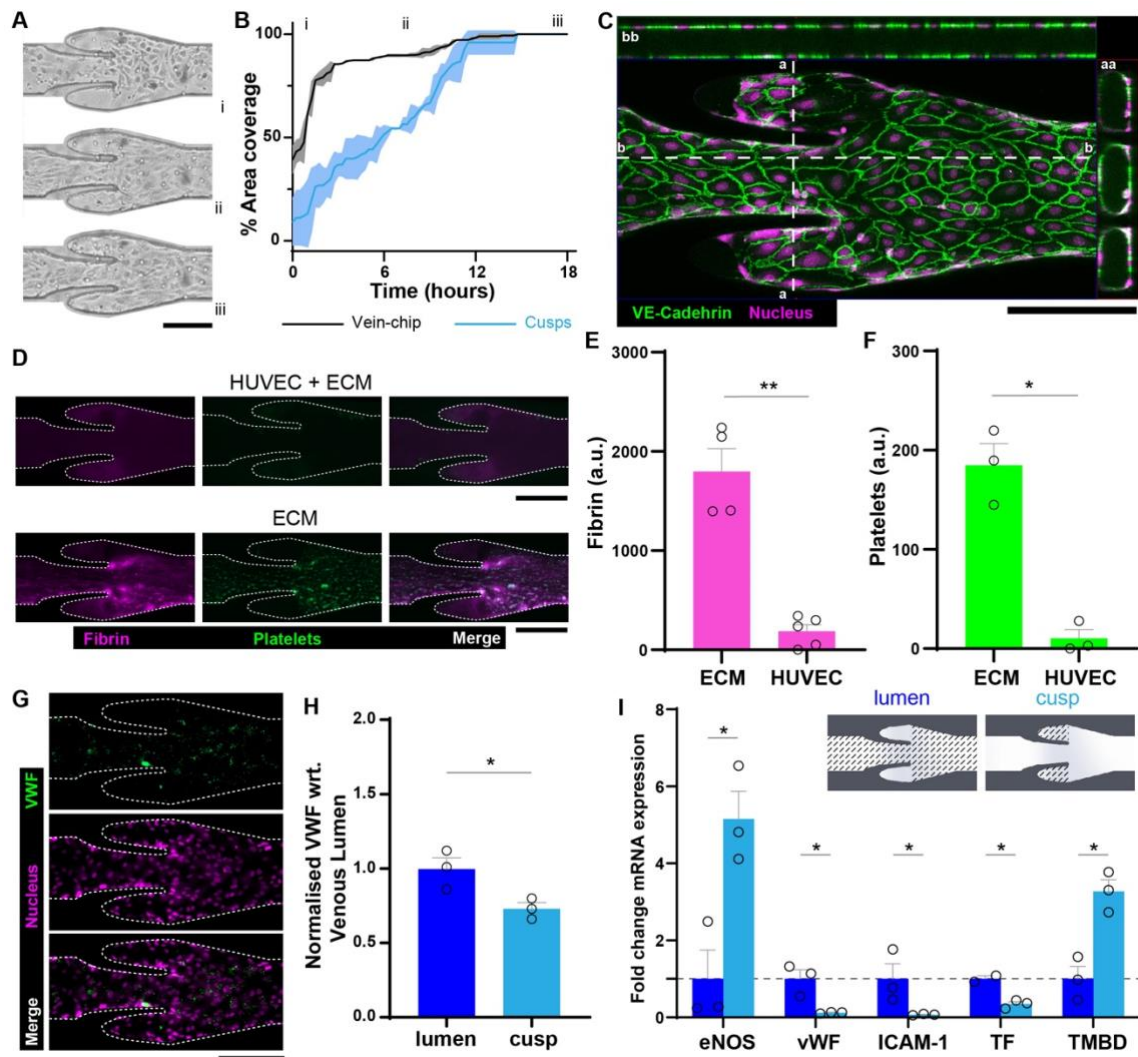 A
i
ii
iii
B
i ii iii
% Area coverage
100
50
0
0 6 12 18
Time (hours)
Vein-chip Cusps
C
bb
a
aa
b b
a
VE-Cadehrin Nucleus
D
HUVEC + ECM
ECM
Fibrin Platelets Merge
E
Fibrin (a.u.)
3000
2000
1000
0
**
ECM HUVEC
F
Platelets (a.u.)
300
200
100
0
*
ECM HUVEC
G
VWF
Nucleus
Merge
H
Normalised VWF wrt.
Venous Lumen
2.0
1.5
1.0
0.5
0.0
*
lumen cusp
I
lumen cusp
Fold change mRNA expression
8
6
4
2
0
* * * * *
eNOS vWF ICAM-1 TF TMBD